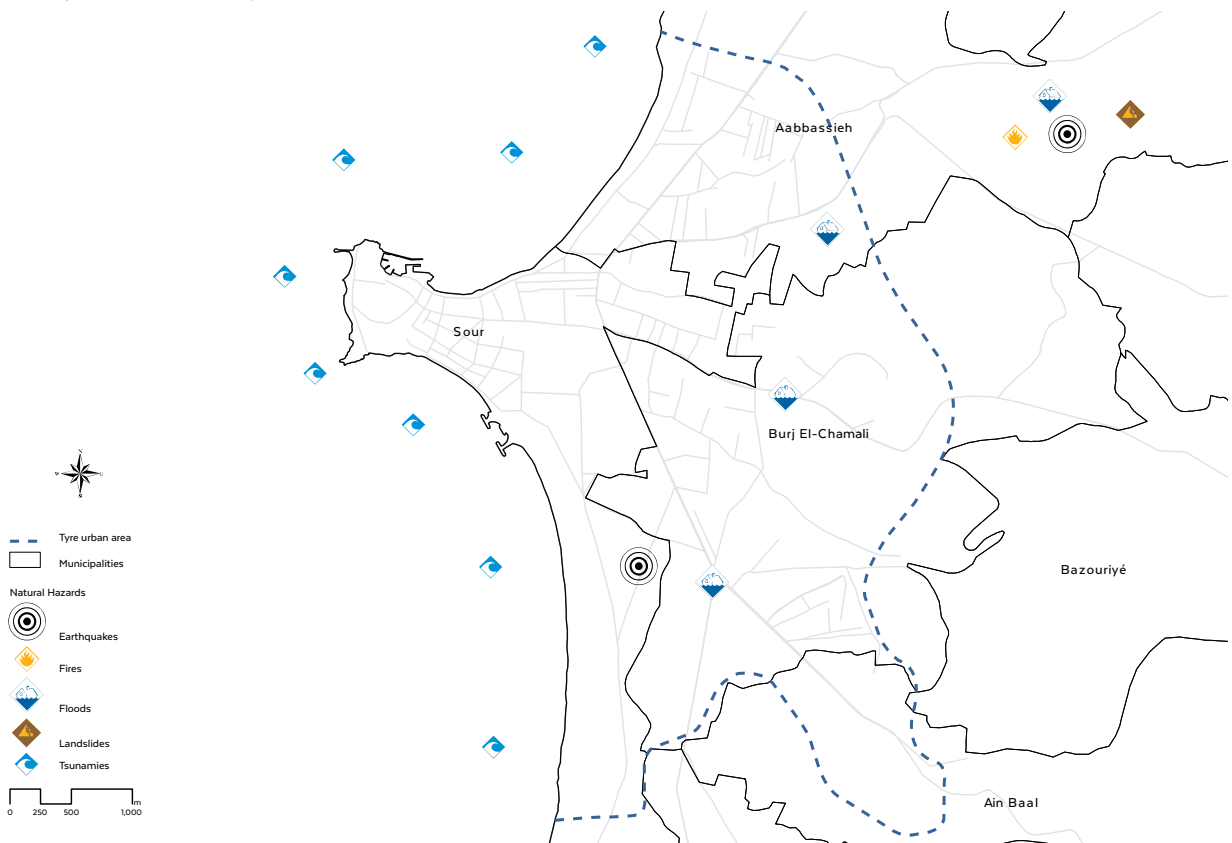 Aabbassieh
Sour
Burj El-Chamali
Bazouriyé
Ain Baal
N
W
S
Tyre urban area
Municipalities
Natural Hazards
Earthquakes
Fires
Floods
Landslides
Tsunamies
m
0 250 500 1,000